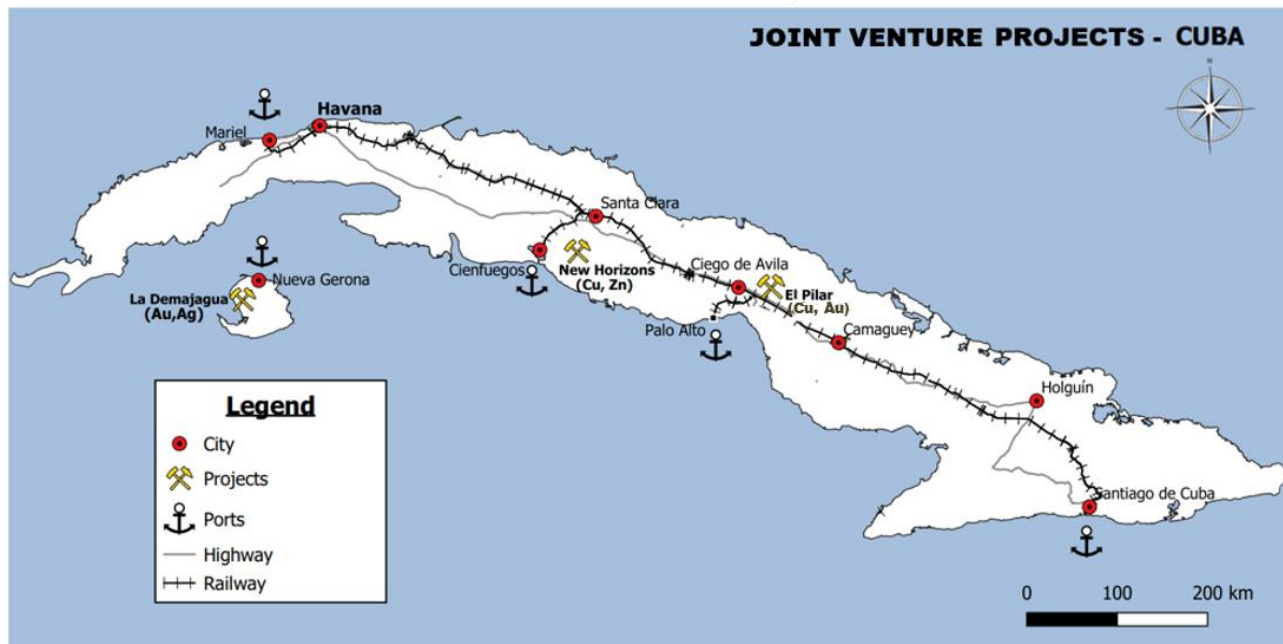 JOINT VENTURE PROJECTS - CUBA
N
Havana
Mariel
Santa Clara
Cienfuegos
New Horizons
(Cu, Zn)
Nueva Gerona
La Demajagua
(Au,Ag)
Ciego de Avila
El Pilar
(Cu, Au)
Palo Alto
Camaguey
Holguín
Santiago de Cuba
Legend
City
Projects
Ports
Highway
Railway
0 100 200 km